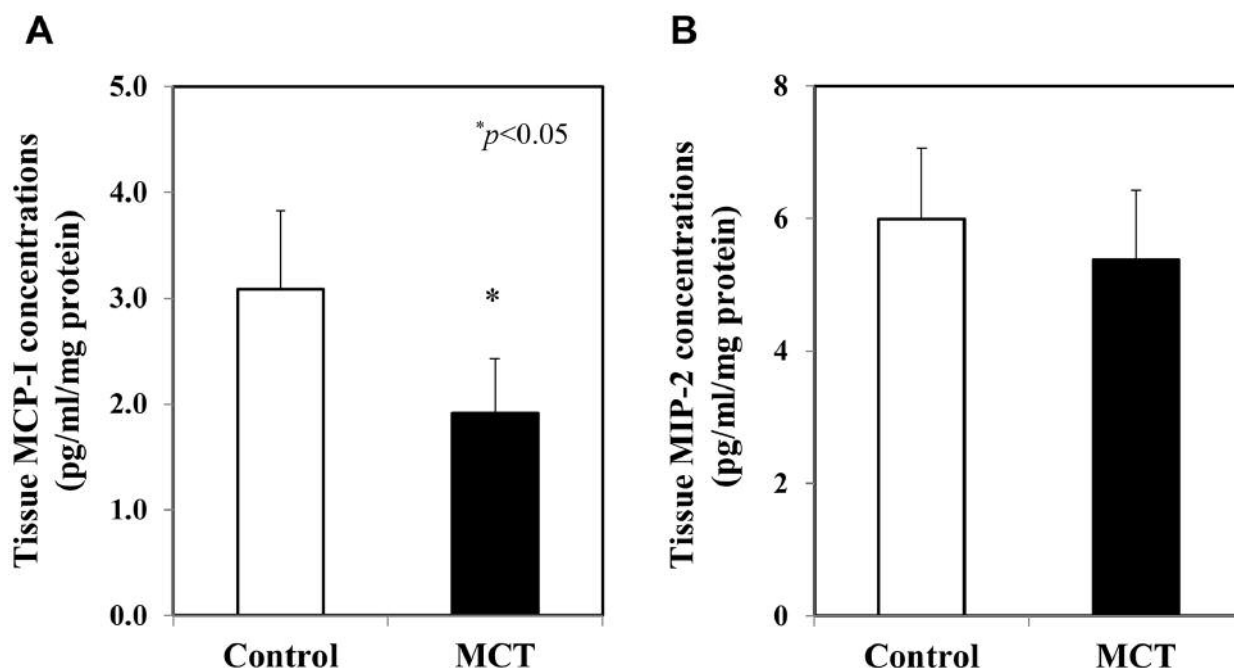 A
Tissue MCP-I concentrations
(pg/ml/mg protein)
5.0
4.0
3.0
2.0
1.0
0.0
*p<0.05
*
Control MCT
B
Tissue MIP-2 concentrations
(pg/ml/mg protein)
8
6
4
2
0
Control MCT